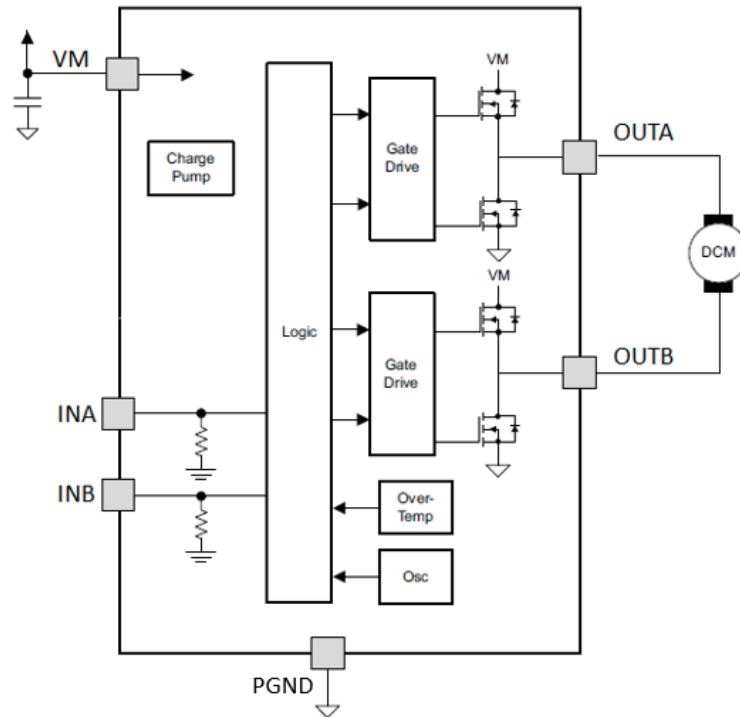 VM
VM
Charge
Pump
Gate
Drive
OUTA
DCM
VM
Logic
Gate
Drive
OUTB
INA
INB
Over-
Temp
Osc
PGND